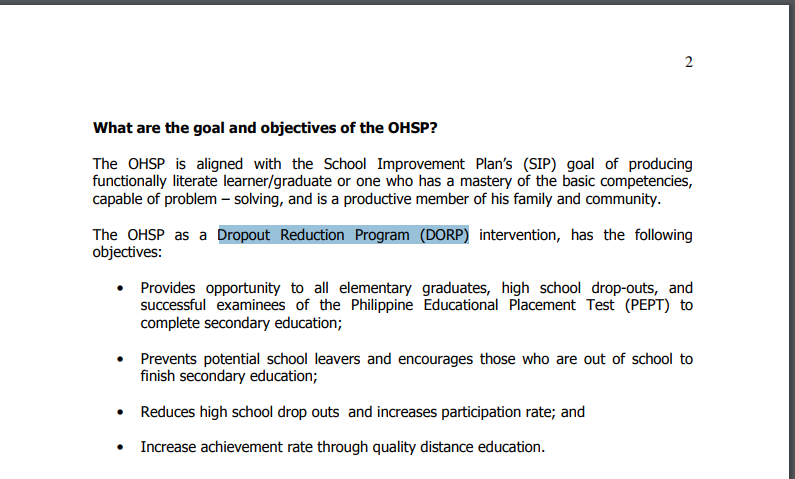 2
What are the goal and objectives of the OHSP?
The OHSP is aligned with the School Improvement Plan's (SIP) goal of producing
functionally literate learner/graduate or one who has a mastery of the basic competencies,
capable of problem – solving, and is a productive member of his family and community.
The OHSP as a Dropout Reduction Program (DORP) intervention, has the following
objectives:
• Provides opportunity to all elementary graduates, high school drop-outs, and
successful examinees of the Philippine Educational Placement Test (PEPT) to
complete secondary education;
• Prevents potential school leavers and encourages those who are out of school to
finish secondary education;
• Reduces high school drop outs and increases participation rate; and
• Increase achievement rate through quality distance education.